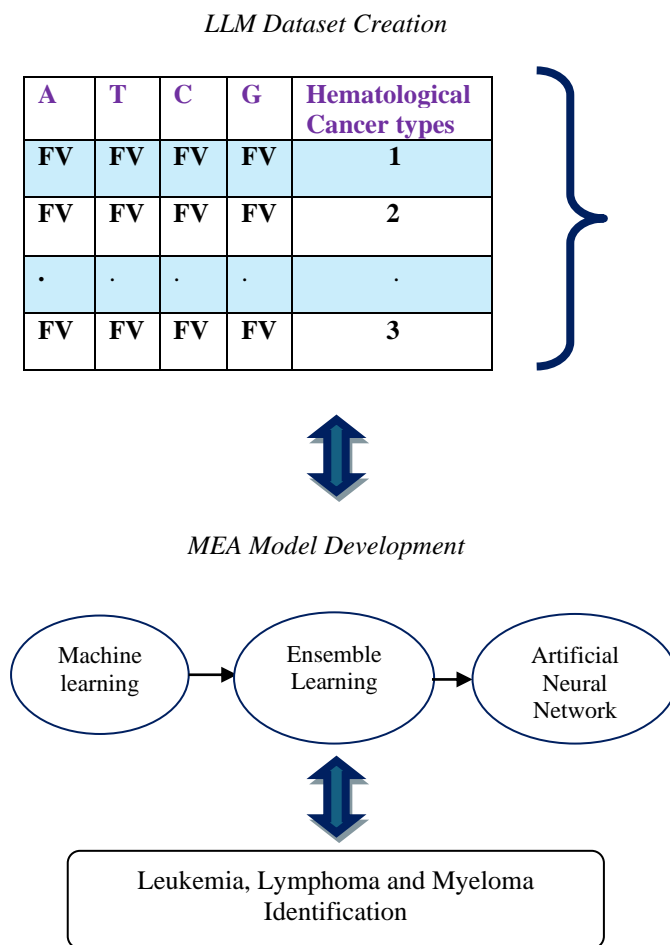 LLM Dataset Creation
A T C G Hematological
Cancer types
FV FV FV FV 1
FV FV FV FV 2
. . . . .
FV FV FV FV 3
MEA Model Development
Machine
learning
Ensemble
Learning
Artificial
Neural
Network
Leukemia, Lymphoma and Myeloma
Identification